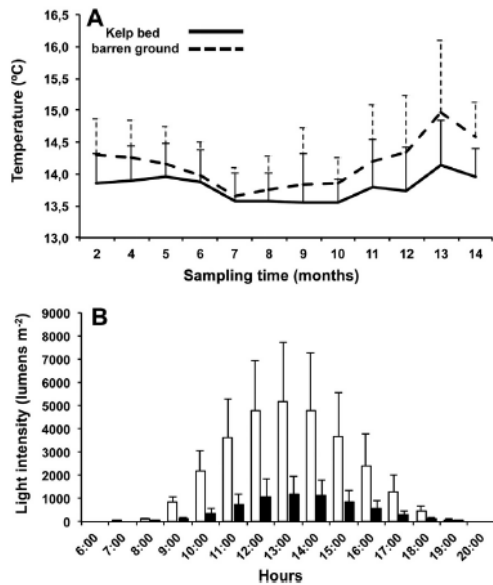 A
Kelp bed
barren ground
Temperature (ºC)
16,5
16,0
15,5
15,0
14,5
14,0
13,5
13,0
2 4 5 6 7 8 9 10 11 12 13 14
Sampling time (months)
B
Light intensity (lumens m-2)
9000
8000
7000
6000
5000
4000
3000
2000
1000
0
6:00 7:00 8:00 9:00 10:00 11:00 12:00 13:00 14:00 15:00 16:00 17:00 18:00 19:00 20:00
Hours